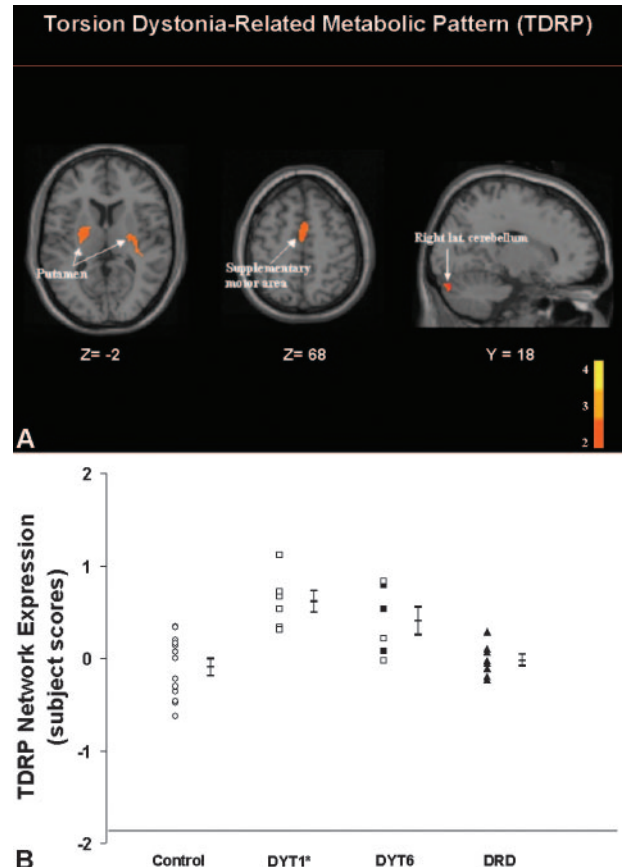 Torsion Dystonia-Related Metabolic Pattern (TDRP)
Putamen
Supplementary
motor area
Right lat. cerebellum
Z= -2
Z= 68
Y = 18
4
3
2
A
2
1
0
-1
-2
TDRP Network Expression
(subject scores)
Control
DYT1*
DYT6
DRD
B